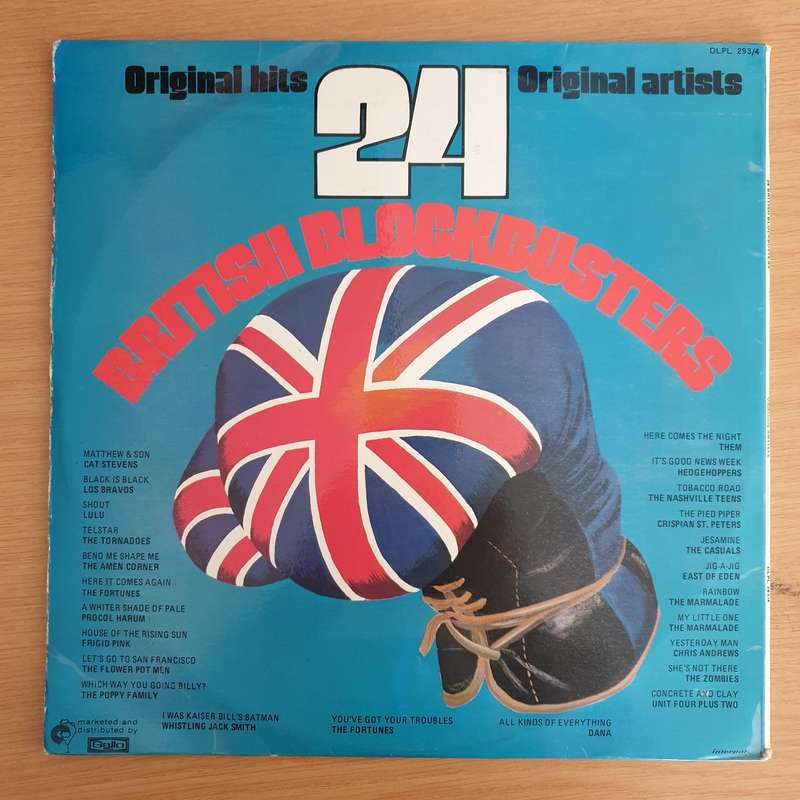 DLPL 293/4
Original hits 24 Original artists
BRITISH BLOCKBUSTERS
MATTHEW & SON
CAT STEVENS
BLACK IS BLACK
LOS BRAVOS
SHOUT
LULU
TELSTAR
THE TORNADOES
BEND ME SHAPE ME
THE AMEN CORNER
HERE IT COMES AGAIN
THE FORTUNES
A WHITER SHADE OF PALE
PROCOL HARUM
HOUSE OF THE RISING SUN
FRIGID PINK
LET'S GO TO SAN FRANCISCO
THE FLOWER POT MEN
WHICH WAY YOU GOING BILLY?
THE POPPY FAMILY
HERE COMES THE NIGHT
THEM
IT'S GOOD NEWS WEEK
HEDGEHOPPERS
TOBACCO ROAD
THE NASHVILLE TEENS
THE PIED PIPER
CRISPIAN ST. PETERS
JESAMINE
THE CASUALS
JIG-A-JIG
EAST OF EDEN
RAINBOW
THE MARMALADE
MY LITTLE ONE
THE MARMALADE
YESTERDAY MAN
CHRIS ANDREWS
SHE'S NOT THERE
THE ZOMBIES
CONCRETE AND CLAY
UNIT FOUR PLUS TWO
I WAS KAISER BILL'S BATMAN
WHISTLING JACK SMITH
YOU'VE GOT YOUR TROUBLES
THE FORTUNES
ALL KINDS OF EVERYTHING
DANA
marketed and
distributed by
Gallo